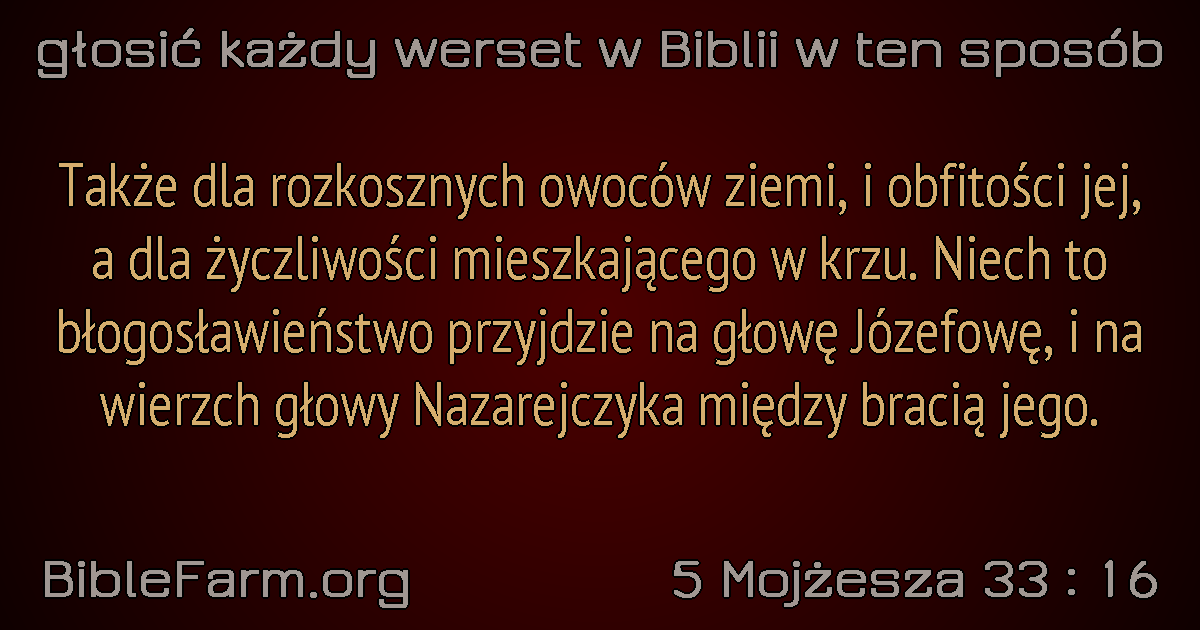 głosić każdy werset w Biblii w ten sposób
Także dla rozkosznych owoców ziemi, i obfitości jej,
a dla życzliwości mieszkającego w krzu. Niech to
błogosławieństwo przyjdzie na głowę Józefowę, i na
wierzch głowy Nazarejczyka między bracią jego.
BibleFarm.org
5 Mojżesza 33 : 16